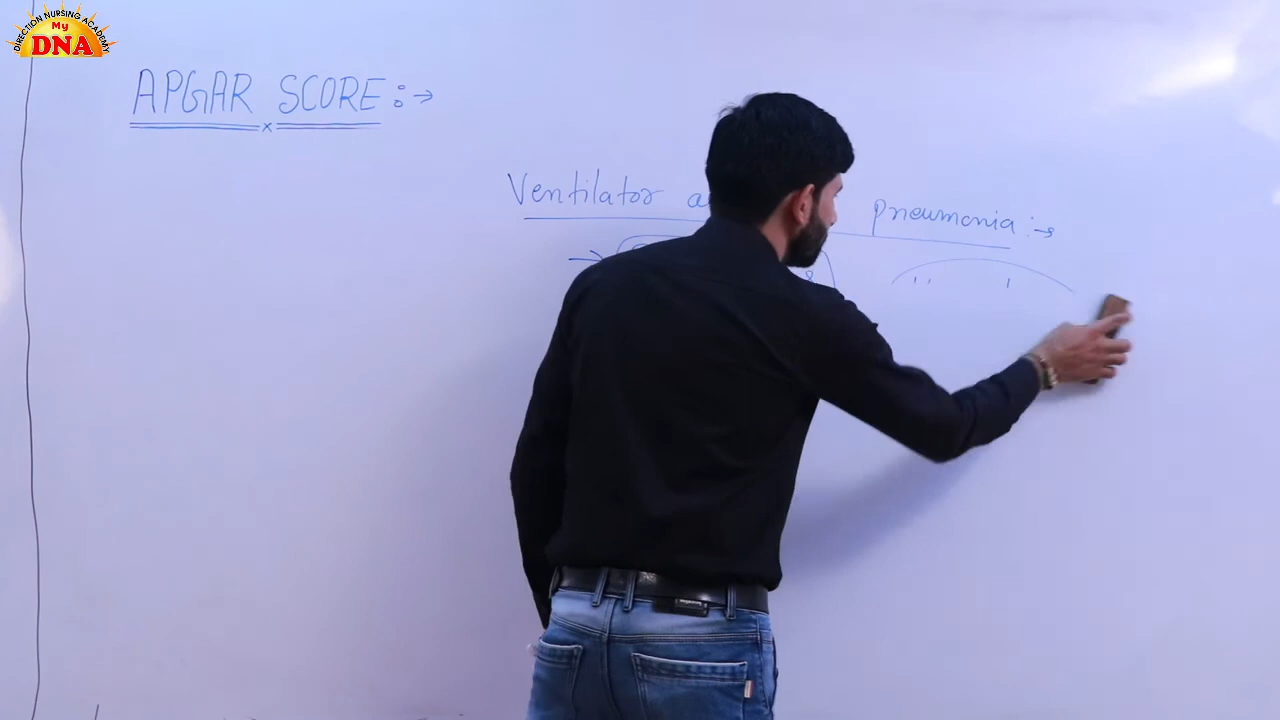 DIRECTION NURSING ACADEMY
My
DNA
APGAR SCORE :→
Ventilator a pneumonia :→